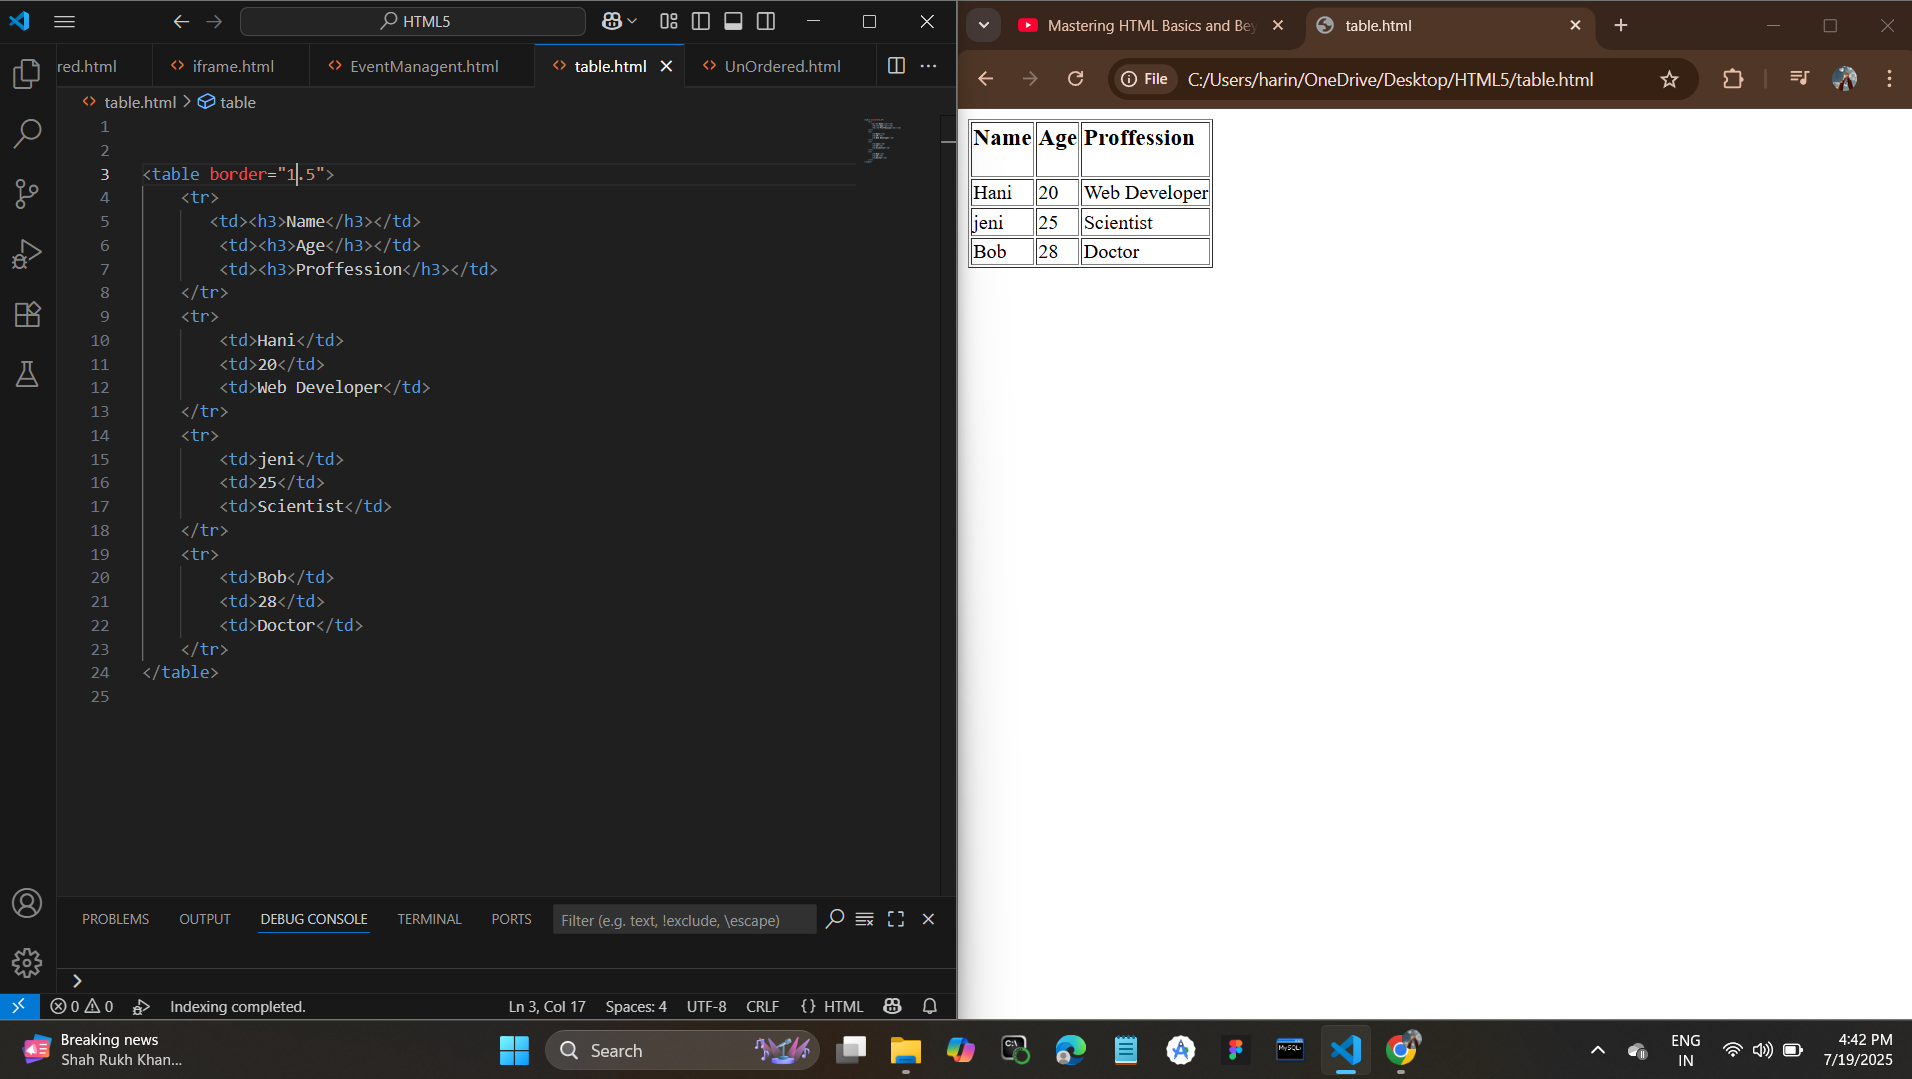 HTML5
red.html
iframe.html
EventManagent.html
table.html
UnOrdered.html
table.html > table
1
2
3 <table border="1.5">
4 <tr>
5 <td><h3>Name</h3></td>
6 <td><h3>Age</h3></td>
7 <td><h3>Proffession</h3></td>
8 </tr>
9 <tr>
10 <td>Hani</td>
11 <td>20</td>
12 <td>Web Developer</td>
13 </tr>
14 <tr>
15 <td>jeni</td>
16 <td>25</td>
17 <td>Scientist</td>
18 </tr>
19 <tr>
20 <td>Bob</td>
21 <td>28</td>
22 <td>Doctor</td>
23 </tr>
24 </table>
25
PROBLEMS OUTPUT DEBUG CONSOLE TERMINAL PORTS Filter (e.g. text, !exclude, \escape)
0 0 Indexing completed. Ln 3, Col 17 Spaces: 4 UTF-8 CRLF {} HTML
Mastering HTML Basics and Bey
table.html
File C:/Users/harin/OneDrive/Desktop/HTML5/table.html
Name Age Proffession
Hani 20 Web Developer
jeni 25 Scientist
Bob 28 Doctor
Breaking news
Shah Rukh Khan...
Search
C:\
MySQL
ENG
IN
4:42 PM
7/19/2025